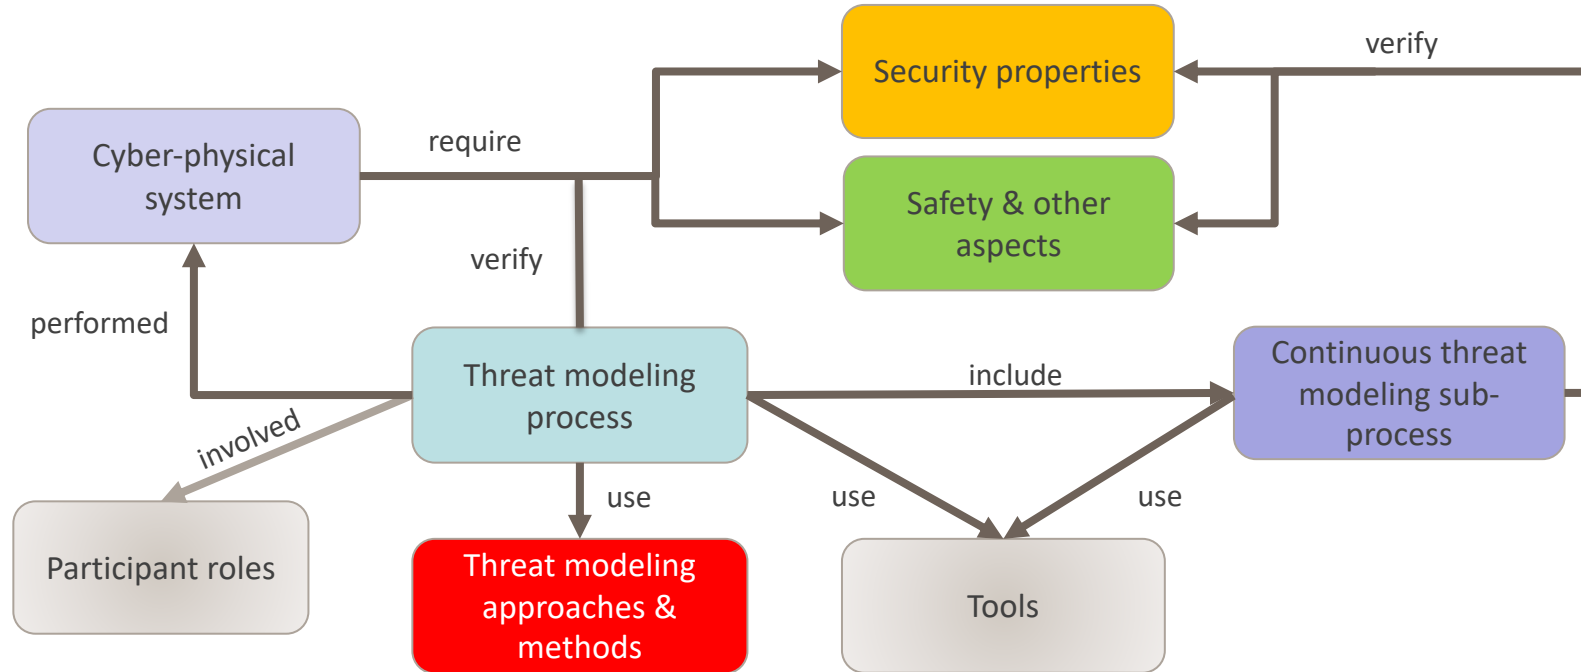 Security properties
verify
Cyber-physical
system
require
Safety & other
aspects
verify
performed
Threat modeling
process
include
Continuous threat
modeling sub-
process
involved
use
use
use
Participant roles
Threat modeling
approaches &
methods
Tools